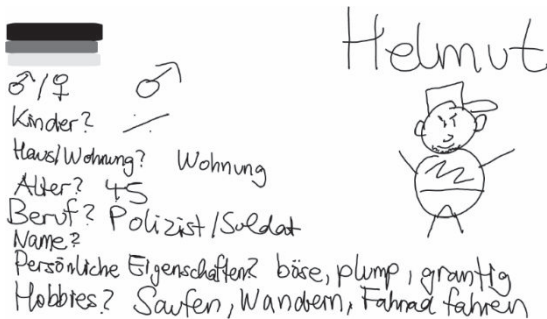 Helmut
♂/♀ ♂
Kinder? ./.
Haus/Wohnung? Wohnung
Alter? 45
Beruf? Polizist/Soldat
Name?
Persönliche Eigenschaften? böse, plump, grantig
Hobbies? Saufen, Wandern, Fahrrad fahren